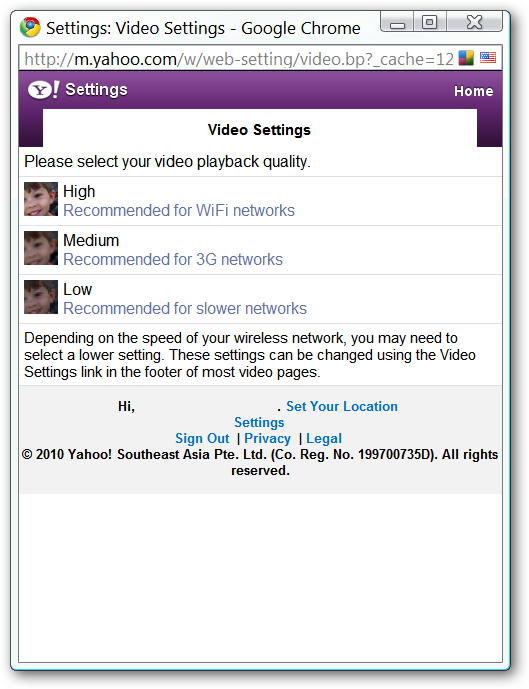 Settings: Video Settings - Google Chrome
http://m.yahoo.com/w/web-setting/video.bp?_cache=12
Y! Settings
Home
Video Settings
Please select your video playback quality.
High
Recommended for WiFi networks
Medium
Recommended for 3G networks
Low
Recommended for slower networks
Depending on the speed of your wireless network, you may need to
select a lower setting. These settings can be changed using the Video
Settings link in the footer of most video pages.
Hi, . Set Your Location
Settings
Sign Out | Privacy | Legal
© 2010 Yahoo! Southeast Asia Pte. Ltd. (Co. Reg. No. 199700735D). All rights
reserved.